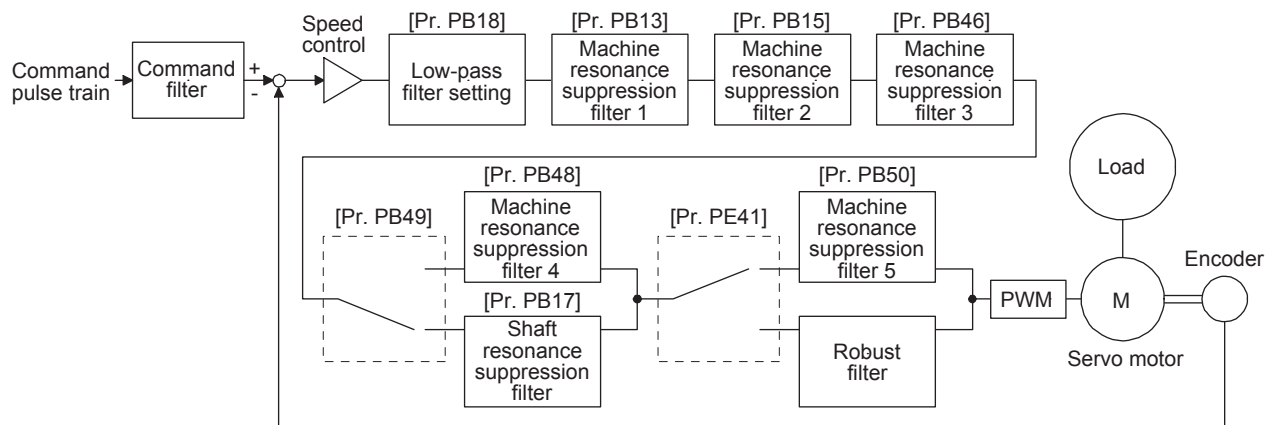 Command
pulse train
Command
filter
+
-
Speed
control
[Pr. PB18]
Low-pass
filter setting
[Pr. PB13]
Machine
resonance
suppression
filter 1
[Pr. PB15]
Machine
resonance
suppression
filter 2
[Pr. PB46]
Machine
resonance
suppression
filter 3
[Pr. PB49]
[Pr. PB48]
Machine
resonance
suppression
filter 4
[Pr. PB17]
Shaft
resonance
suppression
filter
[Pr. PE41]
[Pr. PB50]
Machine
resonance
suppression
filter 5
Robust
filter
PWM
Load
M
Servo motor
Encoder